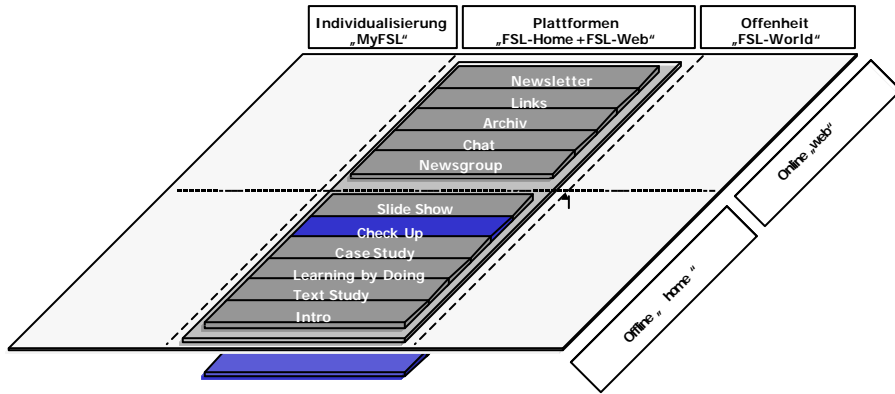 Individualisierung
„MyFSL“
Plattformen
„FSL-Home+FSL-Web“
Offenheit
„FSL-World“
Newsletter
Links
Archiv
Chat
Newsgroup
Online „web“
Slide Show
Check Up
Case Study
Learning by Doing
Text Study
Intro
Offline „ home“